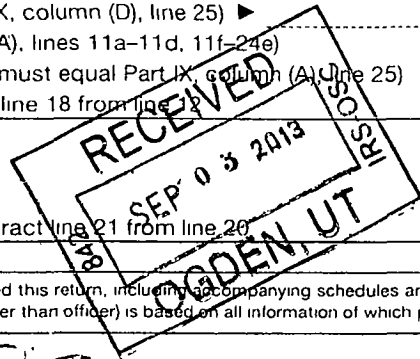 X, column (D), line 25) ▶
A), lines 11a–11d, 11f–24e)
must equal Part IX, column (A), line 25)
line 18 from line 12
RECEIVED
SEP 03 2013
IRS-OSC
OGDEN, UT
ract line 21 from line 20
ed this return, including accompanying schedules an
er than officer) is based on all information of which p